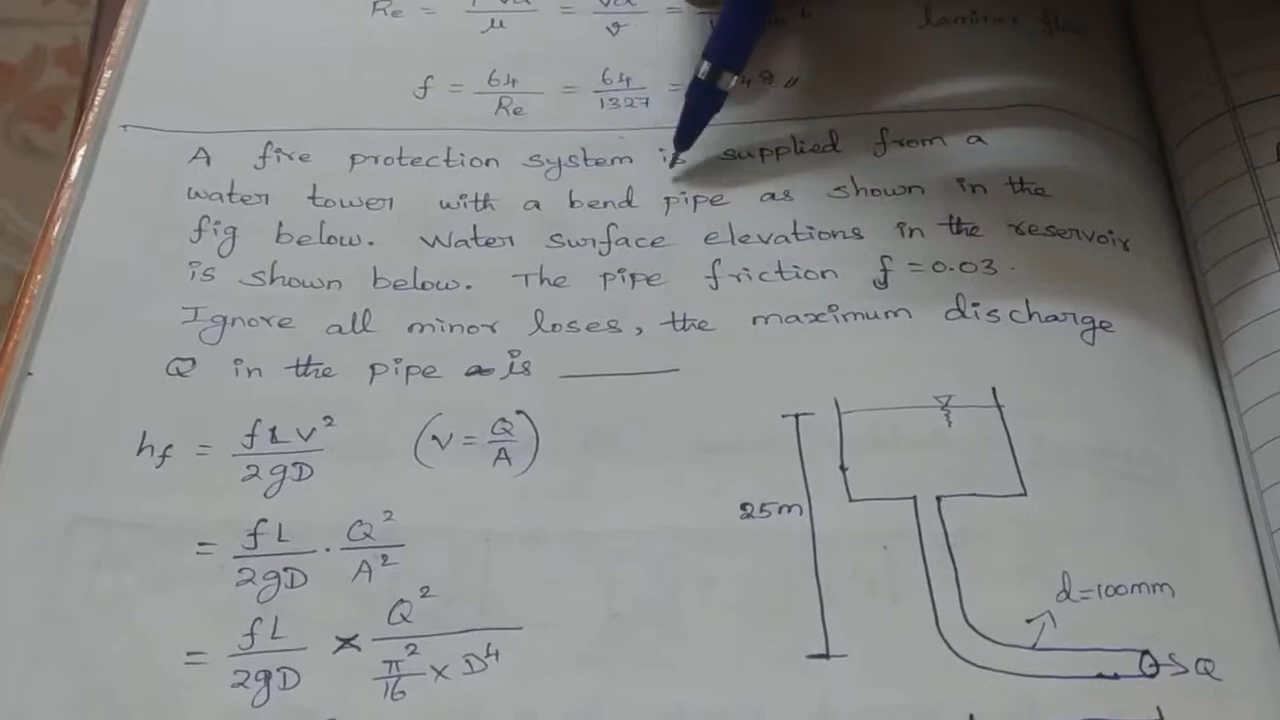 Re = = =
μ ϑ laminar
f = 64/Re = 64/1327 =
A fire protection system is supplied from a
water tower with a bend pipe as shown in the
fig below. Water surface elevations in the reservoir
is shown below. The pipe friction f = 0.03.
Ignore all minor loses, the maximum discharge
Q in the pipe is ______
hf = fLv²/2gD (v = Q/A)
25m
= fL/2gD . Q²/A²
d=100mm
= fL/2gD × Q²/(π²/16 × D⁴)
Q